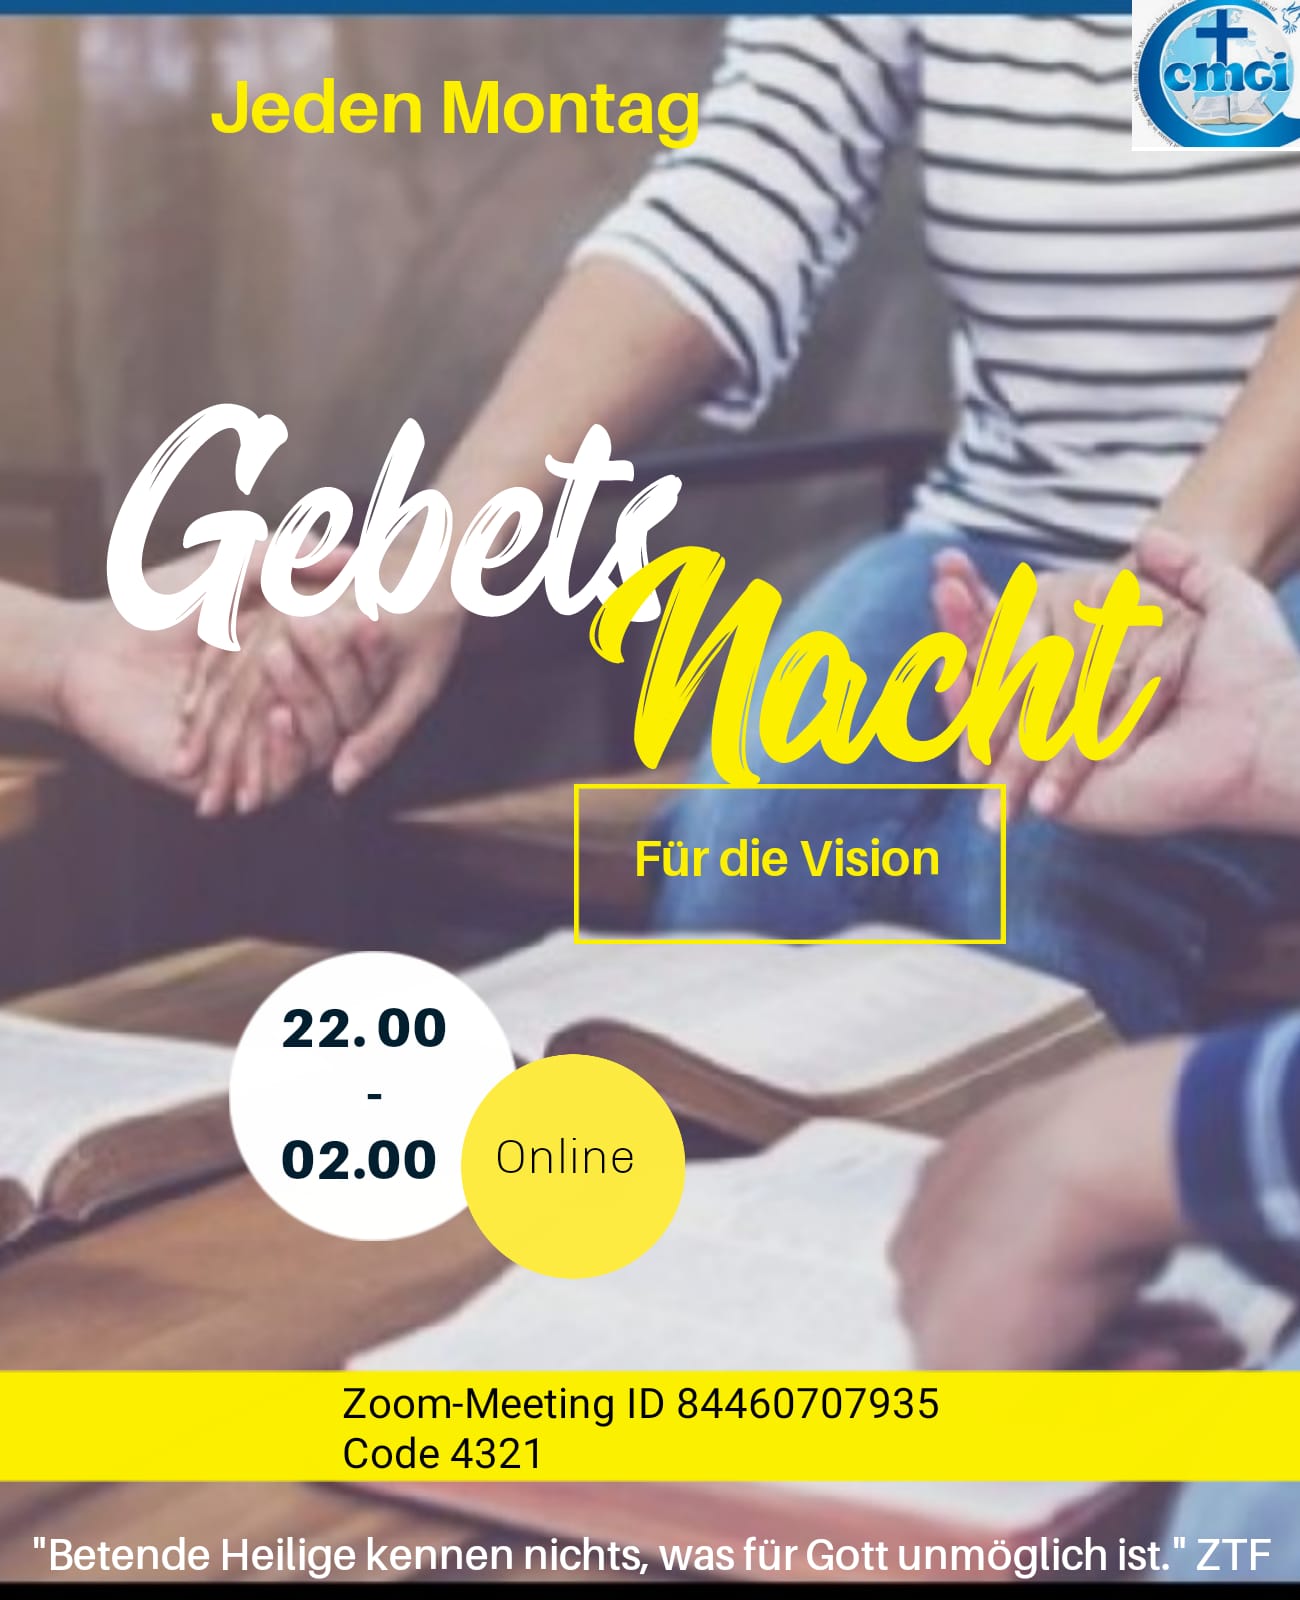 Jeden Montag
cmci
Gebets
Nacht
Für die Vision
22.00
-
02.00
Online
Zoom-Meeting ID 84460707935
Code 4321
"Betende Heilige kennen nichts, was für Gott unmöglich ist." ZTF